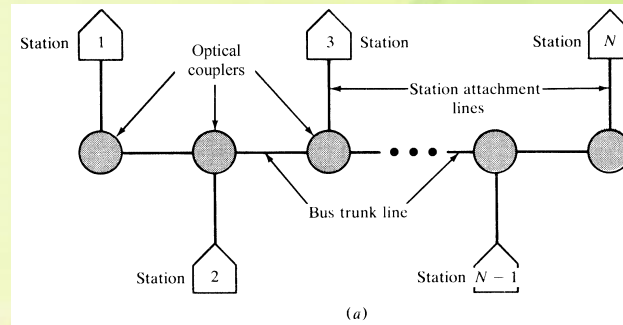 Station 1
Optical
couplers
3 Station
Station N
Station attachment
lines
Bus trunk line
Station 2
Station N − 1
(a)